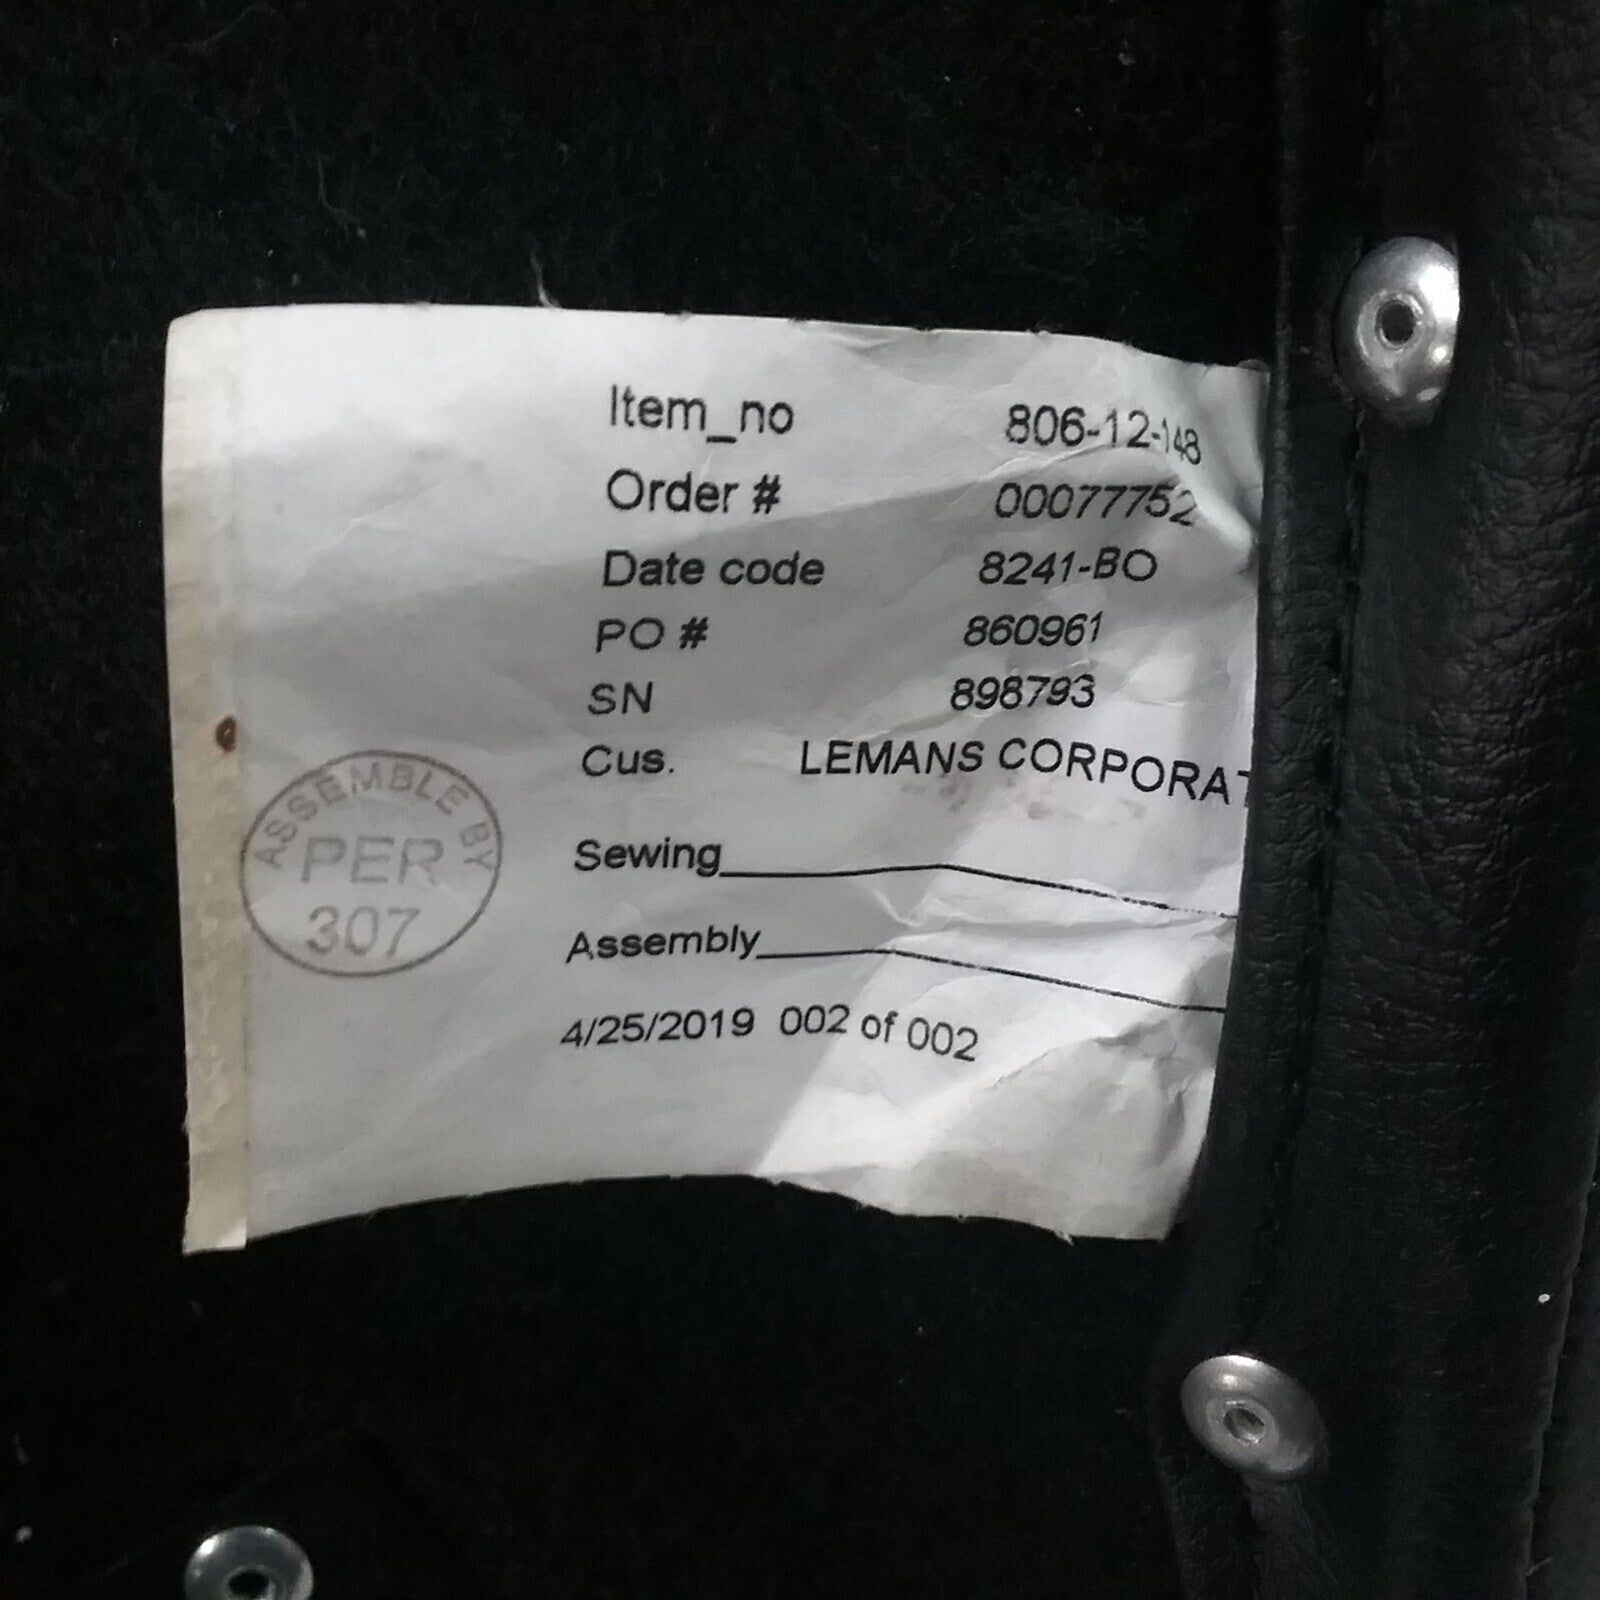 Item_no 806-12-148
Order # 00077752
Date code 8241-BO
PO # 860961
SN 898793
Cus. LEMANS CORPORAT
ASSEMBLE BY
PER
307
Sewing
Assembly
4/25/2019 002 of 002